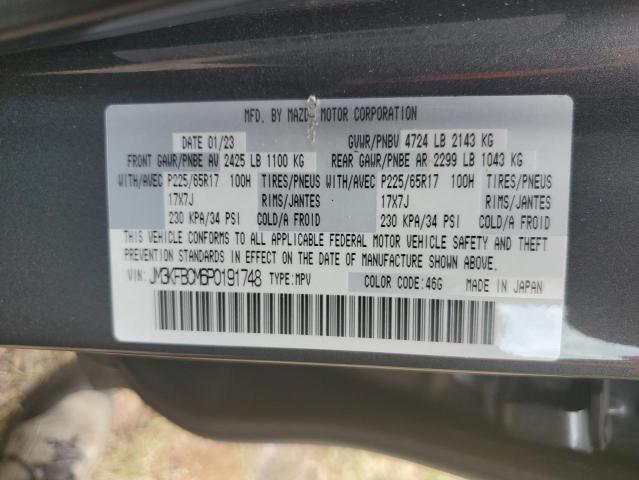 MFD. BY MAZDA MOTOR CORPORATION
DATE 01/23 GVWR/PNBV 4724 LB 2143 KG
FRONT GAWR/PNBE AV 2425 LB 1100 KG REAR GAWR/PNBE AR 2299 LB 1043 KG
WITH/AVEC P225/65R17 100H TIRES/PNEUS WITH/AVEC P225/65R17 100H TIRES/PNEUS
17X7J RIMS/JANTES 17X7J RIMS/JANTES
230 KPA/34 PSI COLD/A FROID 230 KPA/34 PSI COLD/A FROID
THIS VEHICLE CONFORMS TO ALL APPLICABLE FEDERAL MOTOR VEHICLE SAFETY AND THEFT
PREVENTION STANDARDS IN EFFECT ON THE DATE OF MANUFACTURE SHOWN ABOVE.
VIN: JM3KFBCM6P0191748 TYPE: MPV COLOR CODE: 46G MADE IN JAPAN